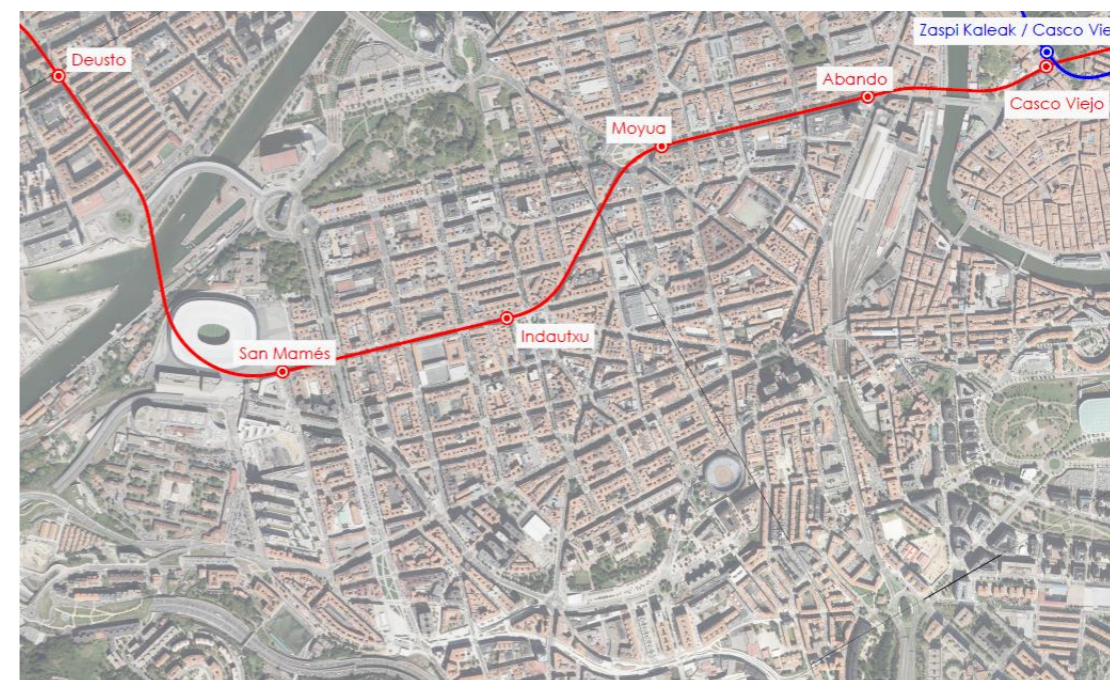 Zaspi Kaleak / Casco Vie
Deusto
Abando
Casco Viejo
Moyua
Indautxu
San Mamés